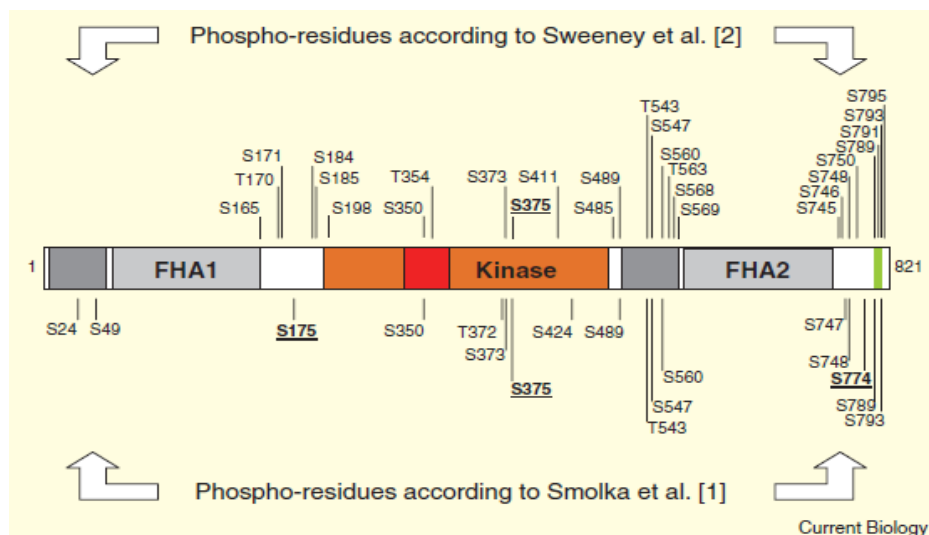 Phospho-residues according to Sweeney et al. [2]
S795
T543
S793
S547
S791
S171
S184
S560
S789
S750
T170
S185
T354
S373
S411
S489
T563
S748
S568
S746
S165
S198
S350
S375
S485
S569
S745
1
FHA1
Kinase
FHA2
821
S24
S49
S175
S350
T372
S424
S489
S747
S373
S748
S560
S774
S375
S547
S789
T543
S793
Phospho-residues according to Smolka et al. [1]
Current Biology